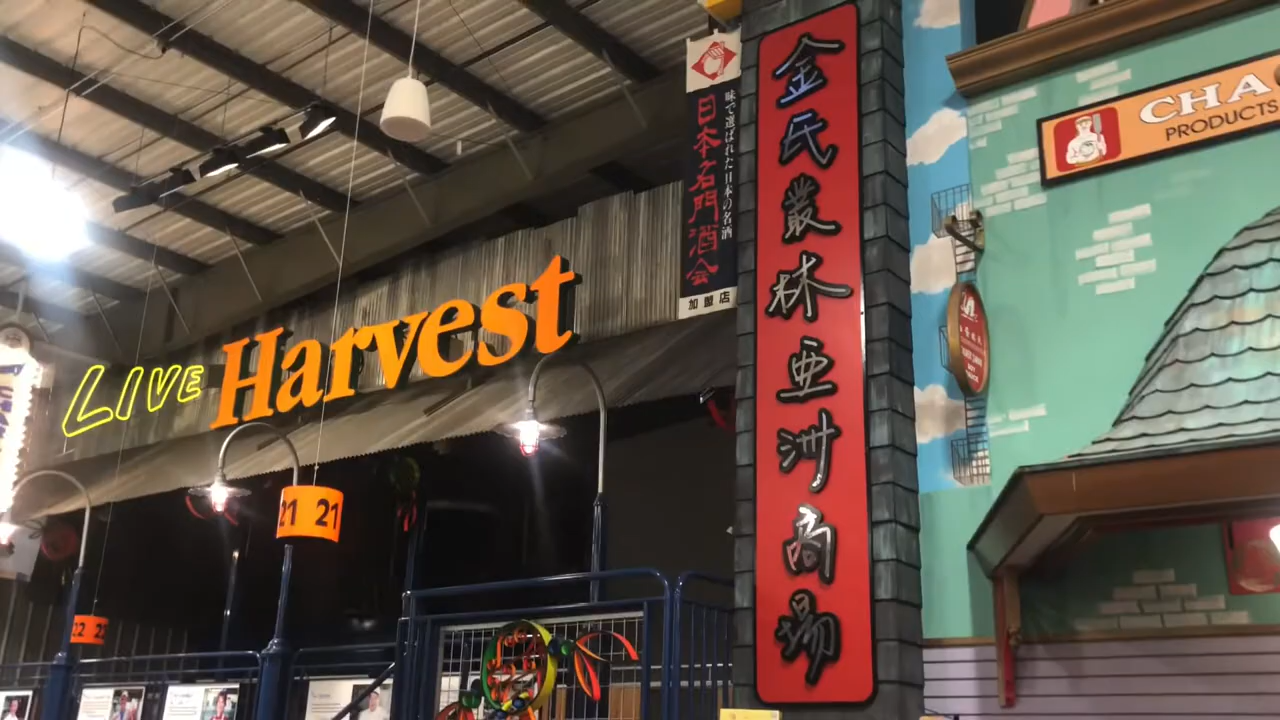 LIVE Harvest
21 21
22 22
味で選ばれた日本の名酒
日本名門酒会
加盟店
金氏叢林亜洲商場
CHA
PRODUCTS